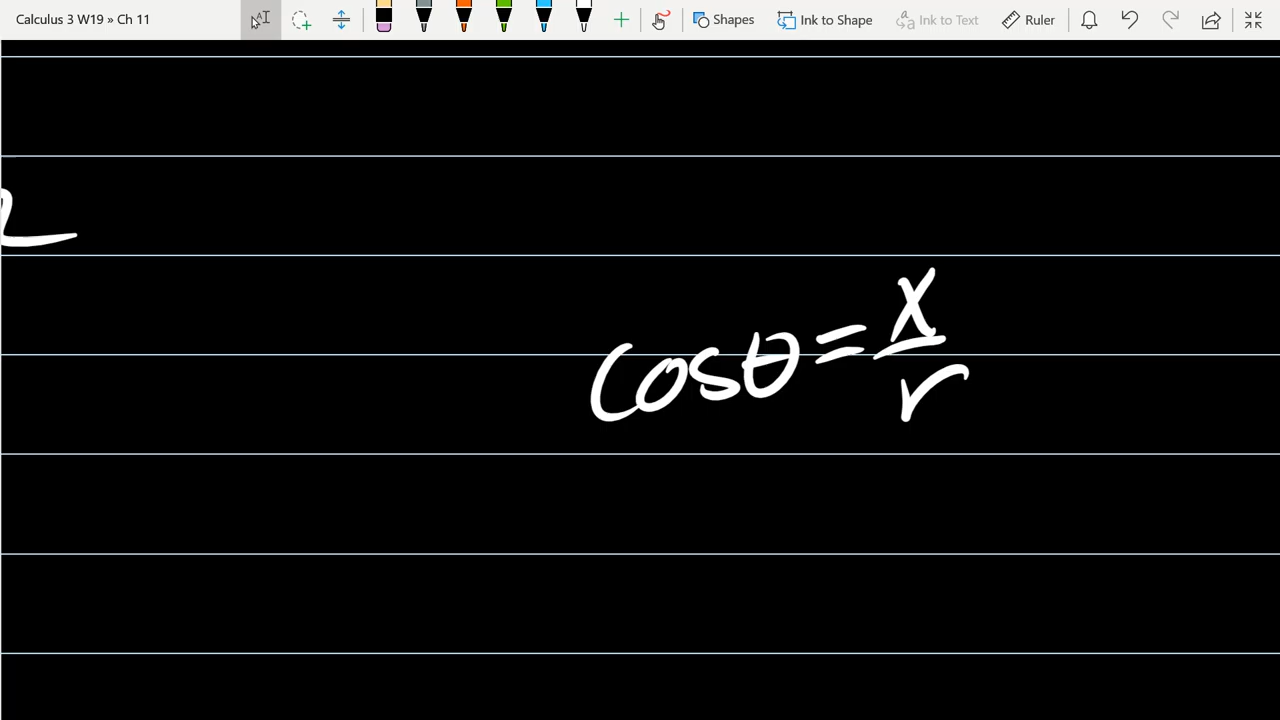 Calculus 3 W19 » Ch 11
Shapes
Ink to Shape
Ink to Text
Ruler
cosθ = x/r